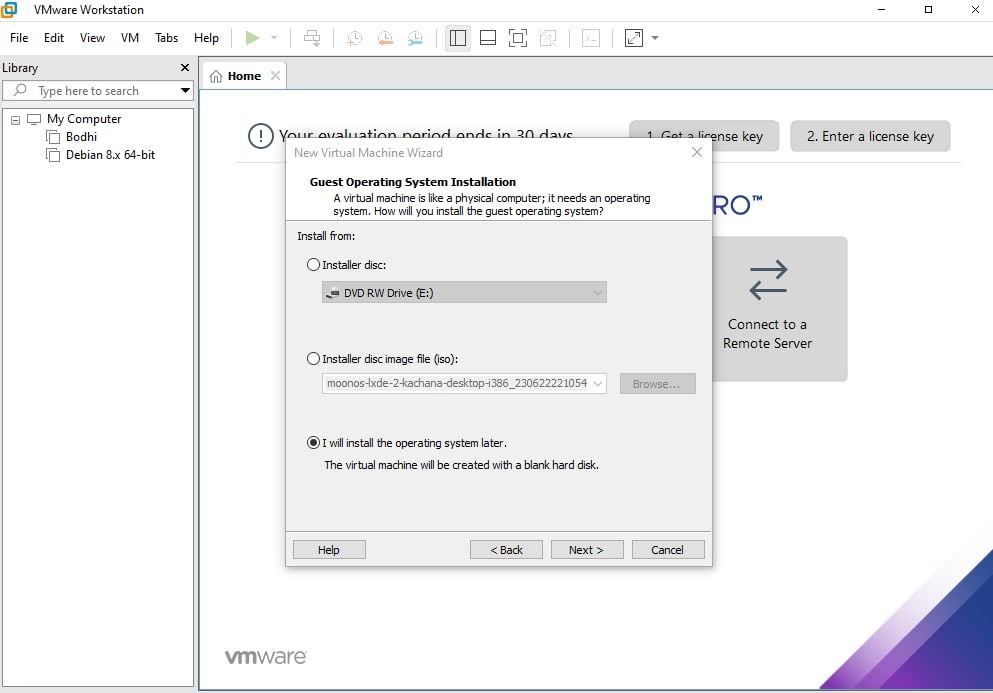 VMware Workstation
File Edit View VM Tabs Help
Library
Home
Type here to search
My Computer
Bodhi
Debian 8.x 64-bit
Your evaluation period ends in 30 days
1. Get a license key
2. Enter a license key
RO™
Connect to a
Remote Server
New Virtual Machine Wizard
Guest Operating System Installation
A virtual machine is like a physical computer; it needs an operating
system. How will you install the guest operating system?
Install from:
Installer disc:
DVD RW Drive (E:)
Installer disc image file (iso):
moonos-lxde-2-kachana-desktop-i386_230622221054
Browse...
I will install the operating system later.
The virtual machine will be created with a blank hard disk.
Help
< Back
Next >
Cancel
vmware